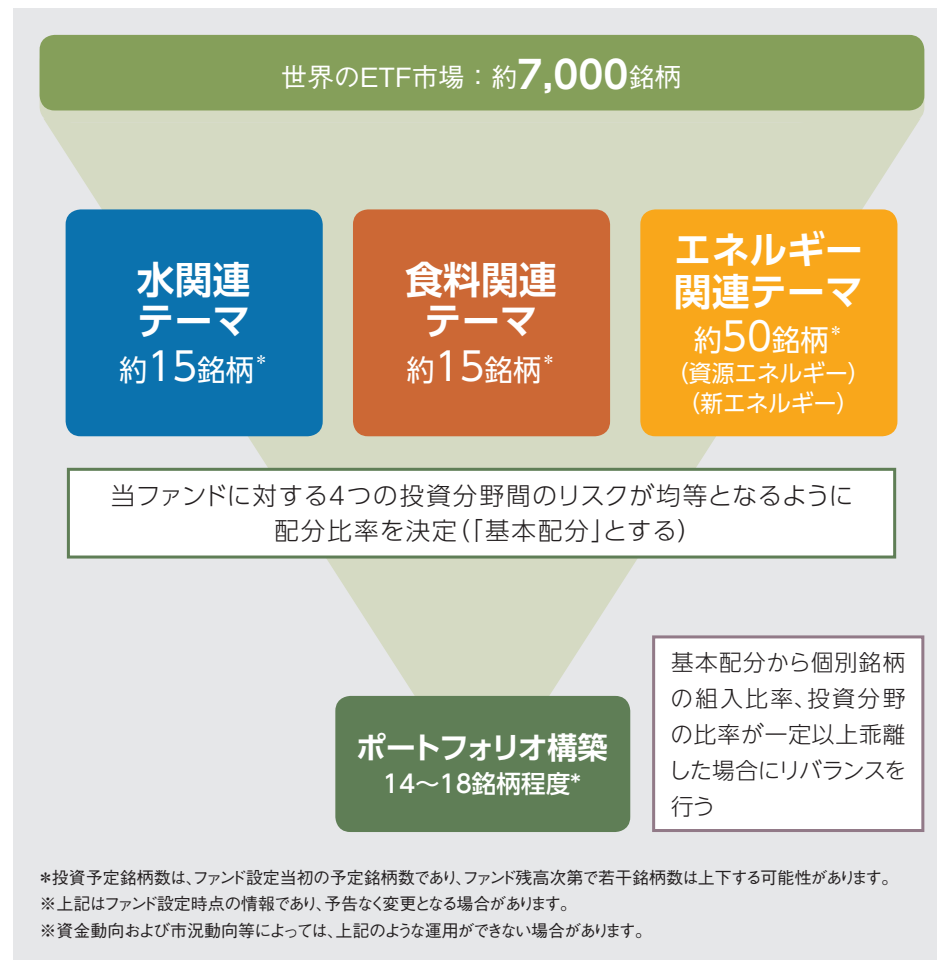 世界のETF市場：約7,000銘柄
水関連
テーマ
約15銘柄*
食料関連
テーマ
約15銘柄*
エネルギー
関連テーマ
約50銘柄*
(資源エネルギー)
(新エネルギー)
当ファンドに対する4つの投資分野間のリスクが均等となるように
配分比率を決定(「基本配分」とする)
基本配分から個別銘柄
の組入比率、投資分野
の比率が一定以上乖離
した場合にリバランスを
行う
ポートフォリオ構築
14〜18銘柄程度*
*投資予定銘柄数は、ファンド設定当初の予定銘柄数であり、ファンド残高次第で若干銘柄数は上下する可能性があります。
※上記はファンド設定時点の情報であり、予告なく変更となる場合があります。
※資金動向および市況動向等によっては、上記のような運用ができない場合があります。